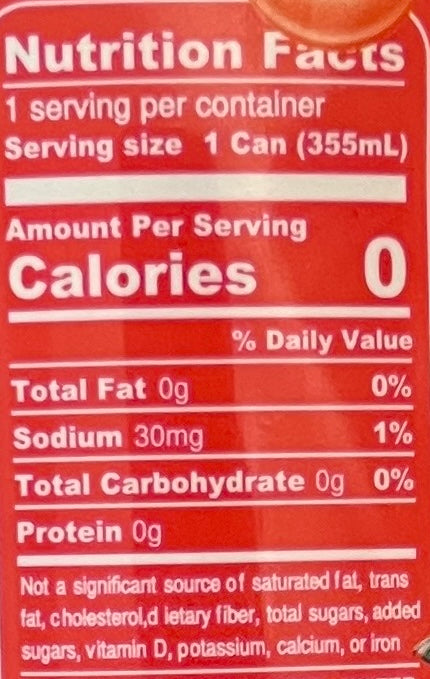 Nutrition Facts
1 serving per container
Serving size 1 Can (355mL)
Amount Per Serving
Calories 0
% Daily Value
Total Fat 0g 0%
Sodium 30mg 1%
Total Carbohydrate 0g 0%
Protein 0g
Not a significant source of saturated fat, trans
fat, cholesterol,d ietary fiber, total sugars, added
sugars, vitamin D, potassium, calcium, or iron